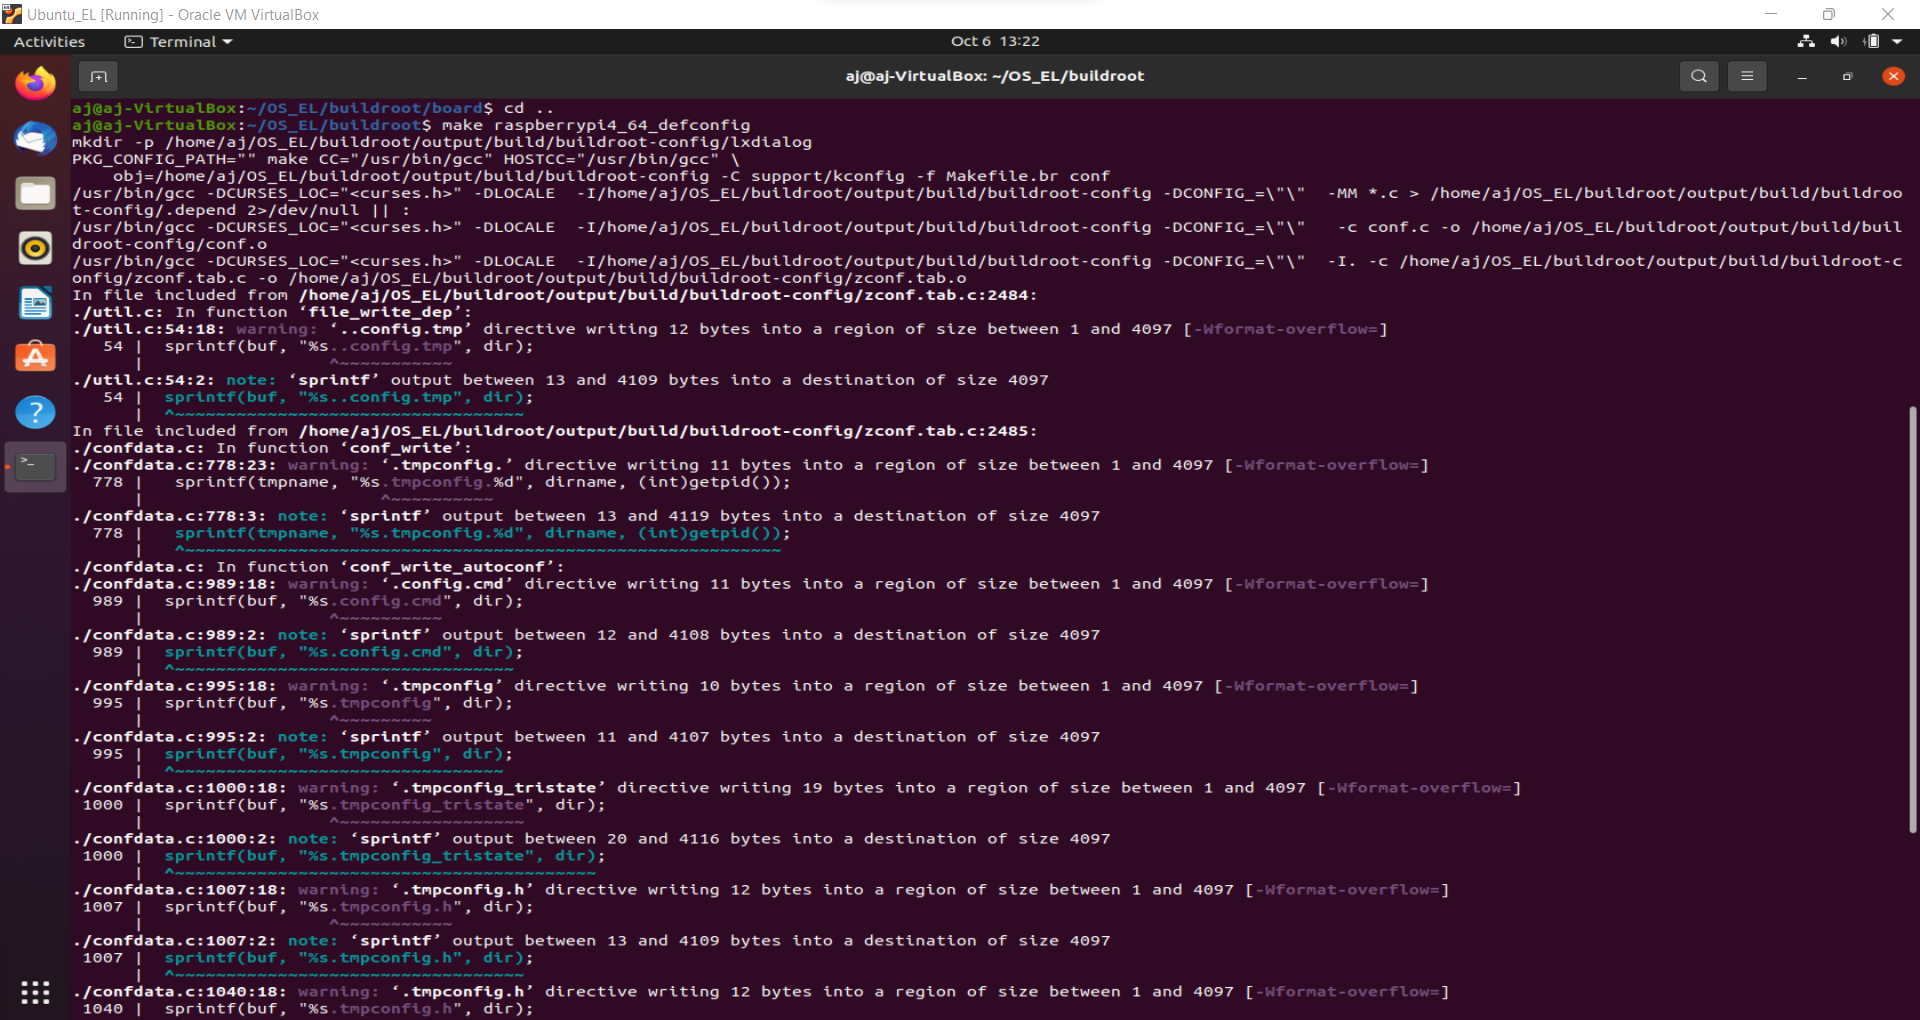 Ubuntu_EL [Running] - Oracle VM VirtualBox
Activities Terminal Oct 6 13:22
aj@aj-VirtualBox: ~/OS_EL/buildroot
aj@aj-VirtualBox:~/OS_EL/buildroot/board$ cd ..
aj@aj-VirtualBox:~/OS_EL/buildroot$ make raspberrypi4_64_defconfig
mkdir -p /home/aj/OS_EL/buildroot/output/build/buildroot-config/lxdialog
PKG_CONFIG_PATH="" make CC="/usr/bin/gcc" HOSTCC="/usr/bin/gcc" \
    obj=/home/aj/OS_EL/buildroot/output/build/buildroot-config -C support/kconfig -f Makefile.br conf
/usr/bin/gcc -DCURSES_LOC="<curses.h>" -DLOCALE  -I/home/aj/OS_EL/buildroot/output/build/buildroot-config -DCONFIG_=\"\"  -MM *.c > /home/aj/OS_EL/buildroot/output/build/buildroo
t-config/.depend 2>/dev/null || :
/usr/bin/gcc -DCURSES_LOC="<curses.h>" -DLOCALE  -I/home/aj/OS_EL/buildroot/output/build/buildroot-config -DCONFIG_=\"\"   -c conf.c -o /home/aj/OS_EL/buildroot/output/build/buil
droot-config/conf.o
/usr/bin/gcc -DCURSES_LOC="<curses.h>" -DLOCALE  -I/home/aj/OS_EL/buildroot/output/build/buildroot-config -DCONFIG_=\"\"  -I. -c /home/aj/OS_EL/buildroot/output/build/buildroot-c
onfig/zconf.tab.c -o /home/aj/OS_EL/buildroot/output/build/buildroot-config/zconf.tab.o
In file included from /home/aj/OS_EL/buildroot/output/build/buildroot-config/zconf.tab.c:2484:
./util.c: In function ‘file_write_dep’:
./util.c:54:18: warning: ‘..config.tmp’ directive writing 12 bytes into a region of size between 1 and 4097 [-Wformat-overflow=]
   54 |  sprintf(buf, "%s..config.tmp", dir);
      |                  ^~~~~~~~~~~~
./util.c:54:2: note: ‘sprintf’ output between 13 and 4109 bytes into a destination of size 4097
   54 |  sprintf(buf, "%s..config.tmp", dir);
      |  ^~~~~~~~~~~~~~~~~~~~~~~~~~~~~~~~~~~
In file included from /home/aj/OS_EL/buildroot/output/build/buildroot-config/zconf.tab.c:2485:
./confdata.c: In function ‘conf_write’:
./confdata.c:778:23: warning: ‘.tmpconfig.’ directive writing 11 bytes into a region of size between 1 and 4097 [-Wformat-overflow=]
  778 |   sprintf(tmpname, "%s.tmpconfig.%d", dirname, (int)getpid());
      |                       ^~~~~~~~~~~
./confdata.c:778:3: note: ‘sprintf’ output between 13 and 4119 bytes into a destination of size 4097
  778 |   sprintf(tmpname, "%s.tmpconfig.%d", dirname, (int)getpid());
      |   ^~~~~~~~~~~~~~~~~~~~~~~~~~~~~~~~~~~~~~~~~~~~~~~~~~~~~~~~~~~
./confdata.c: In function ‘conf_write_autoconf’:
./confdata.c:989:18: warning: ‘.config.cmd’ directive writing 11 bytes into a region of size between 1 and 4097 [-Wformat-overflow=]
  989 |  sprintf(buf, "%s.config.cmd", dir);
      |                  ^~~~~~~~~~~
./confdata.c:989:2: note: ‘sprintf’ output between 12 and 4108 bytes into a destination of size 4097
  989 |  sprintf(buf, "%s.config.cmd", dir);
      |  ^~~~~~~~~~~~~~~~~~~~~~~~~~~~~~~~~~
./confdata.c:995:18: warning: ‘.tmpconfig’ directive writing 10 bytes into a region of size between 1 and 4097 [-Wformat-overflow=]
  995 |  sprintf(buf, "%s.tmpconfig", dir);
      |                  ^~~~~~~~~~
./confdata.c:995:2: note: ‘sprintf’ output between 11 and 4107 bytes into a destination of size 4097
  995 |  sprintf(buf, "%s.tmpconfig", dir);
      |  ^~~~~~~~~~~~~~~~~~~~~~~~~~~~~~~~~
./confdata.c:1000:18: warning: ‘.tmpconfig_tristate’ directive writing 19 bytes into a region of size between 1 and 4097 [-Wformat-overflow=]
 1000 |  sprintf(buf, "%s.tmpconfig_tristate", dir);
      |                  ^~~~~~~~~~~~~~~~~~~
./confdata.c:1000:2: note: ‘sprintf’ output between 20 and 4116 bytes into a destination of size 4097
 1000 |  sprintf(buf, "%s.tmpconfig_tristate", dir);
      |  ^~~~~~~~~~~~~~~~~~~~~~~~~~~~~~~~~~~~~~~~~~
./confdata.c:1007:18: warning: ‘.tmpconfig.h’ directive writing 12 bytes into a region of size between 1 and 4097 [-Wformat-overflow=]
 1007 |  sprintf(buf, "%s.tmpconfig.h", dir);
      |                  ^~~~~~~~~~~~
./confdata.c:1007:2: note: ‘sprintf’ output between 13 and 4109 bytes into a destination of size 4097
 1007 |  sprintf(buf, "%s.tmpconfig.h", dir);
      |  ^~~~~~~~~~~~~~~~~~~~~~~~~~~~~~~~~~~
./confdata.c:1040:18: warning: ‘.tmpconfig.h’ directive writing 12 bytes into a region of size between 1 and 4097 [-Wformat-overflow=]
 1040 |  sprintf(buf, "%s.tmpconfig.h", dir);